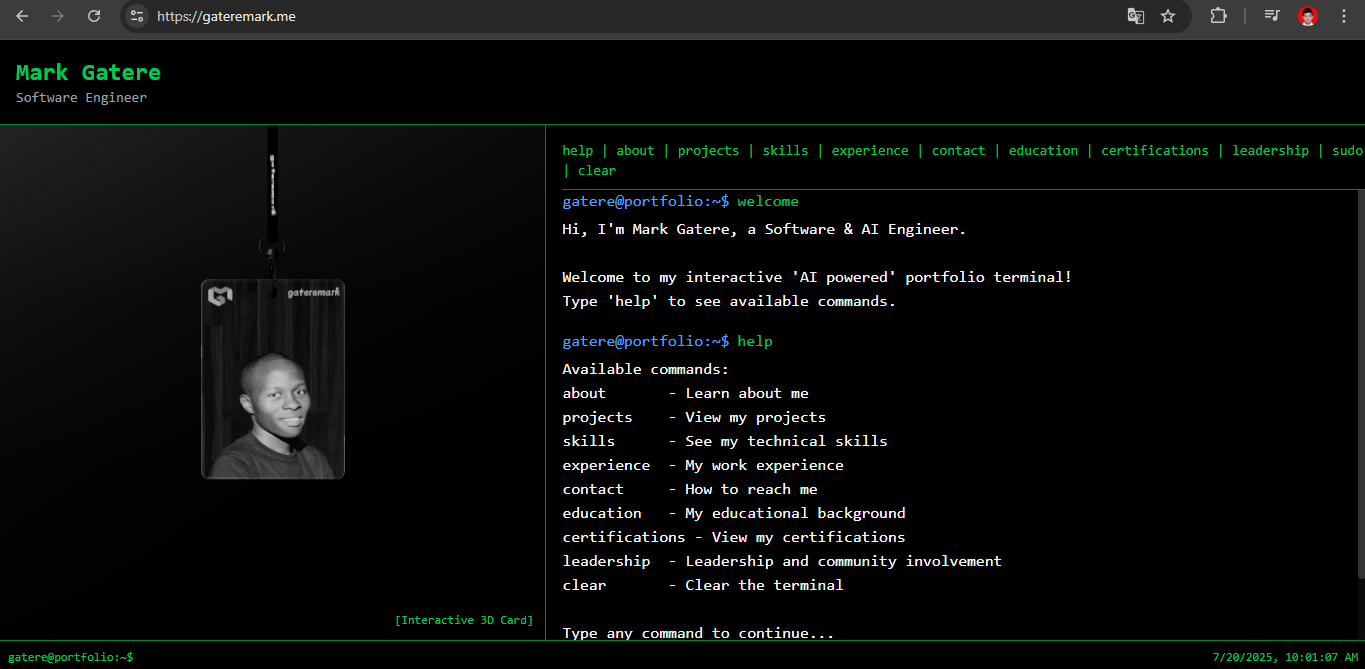 https://gateremark.me
Mark Gatere
Software Engineer
gateremark
[Interactive 3D Card]
help | about | projects | skills | experience | contact | education | certifications | leadership | sudo
| clear
gatere@portfolio:~$ welcome
Hi, I'm Mark Gatere, a Software & AI Engineer.
Welcome to my interactive 'AI powered' portfolio terminal!
Type 'help' to see available commands.
gatere@portfolio:~$ help
Available commands:
about - Learn about me
projects - View my projects
skills - See my technical skills
experience - My work experience
contact - How to reach me
education - My educational background
certifications - View my certifications
leadership - Leadership and community involvement
clear - Clear the terminal
Type any command to continue...
gatere@portfolio:~$
7/20/2025, 10:01:07 AM